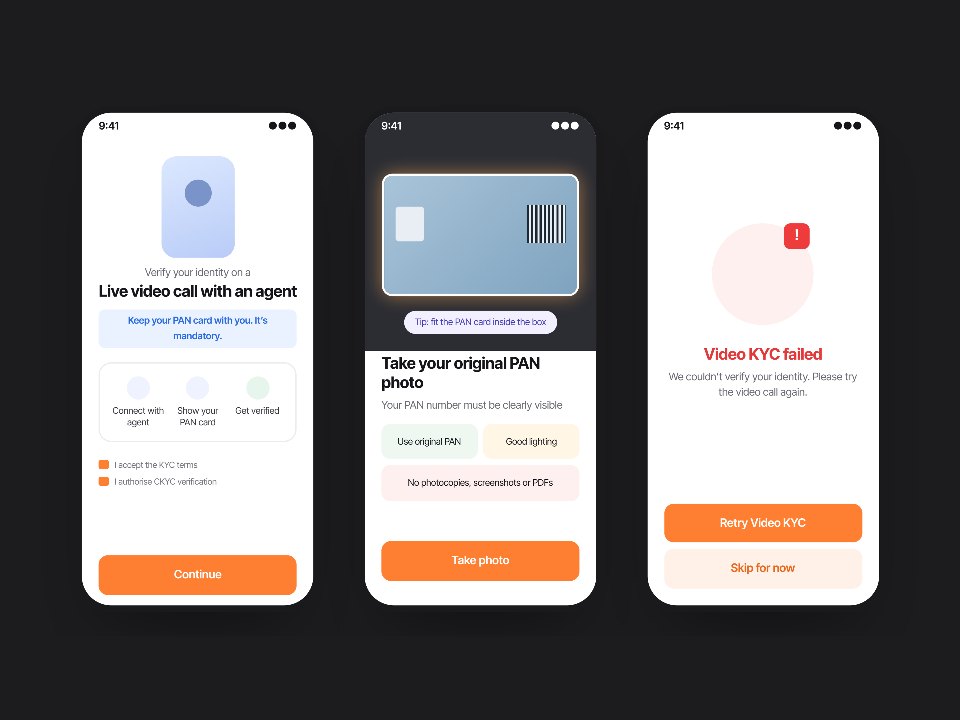 9:41
Verify your identity on a
Live video call with an agent
Keep your PAN card with you. It's
mandatory.
Connect with
agent
Show your
PAN card
Get verified
I accept the KYC terms
I authorise CKYC verification
Continue
9:41
Tip: fit the PAN card inside the box
Take your original PAN
photo
Your PAN number must be clearly visible
Use original PAN
Good lighting
No photocopies, screenshots or PDFs
Take photo
9:41
!
Video KYC failed
We couldn't verify your identity. Please try
the video call again.
Retry Video KYC
Skip for now